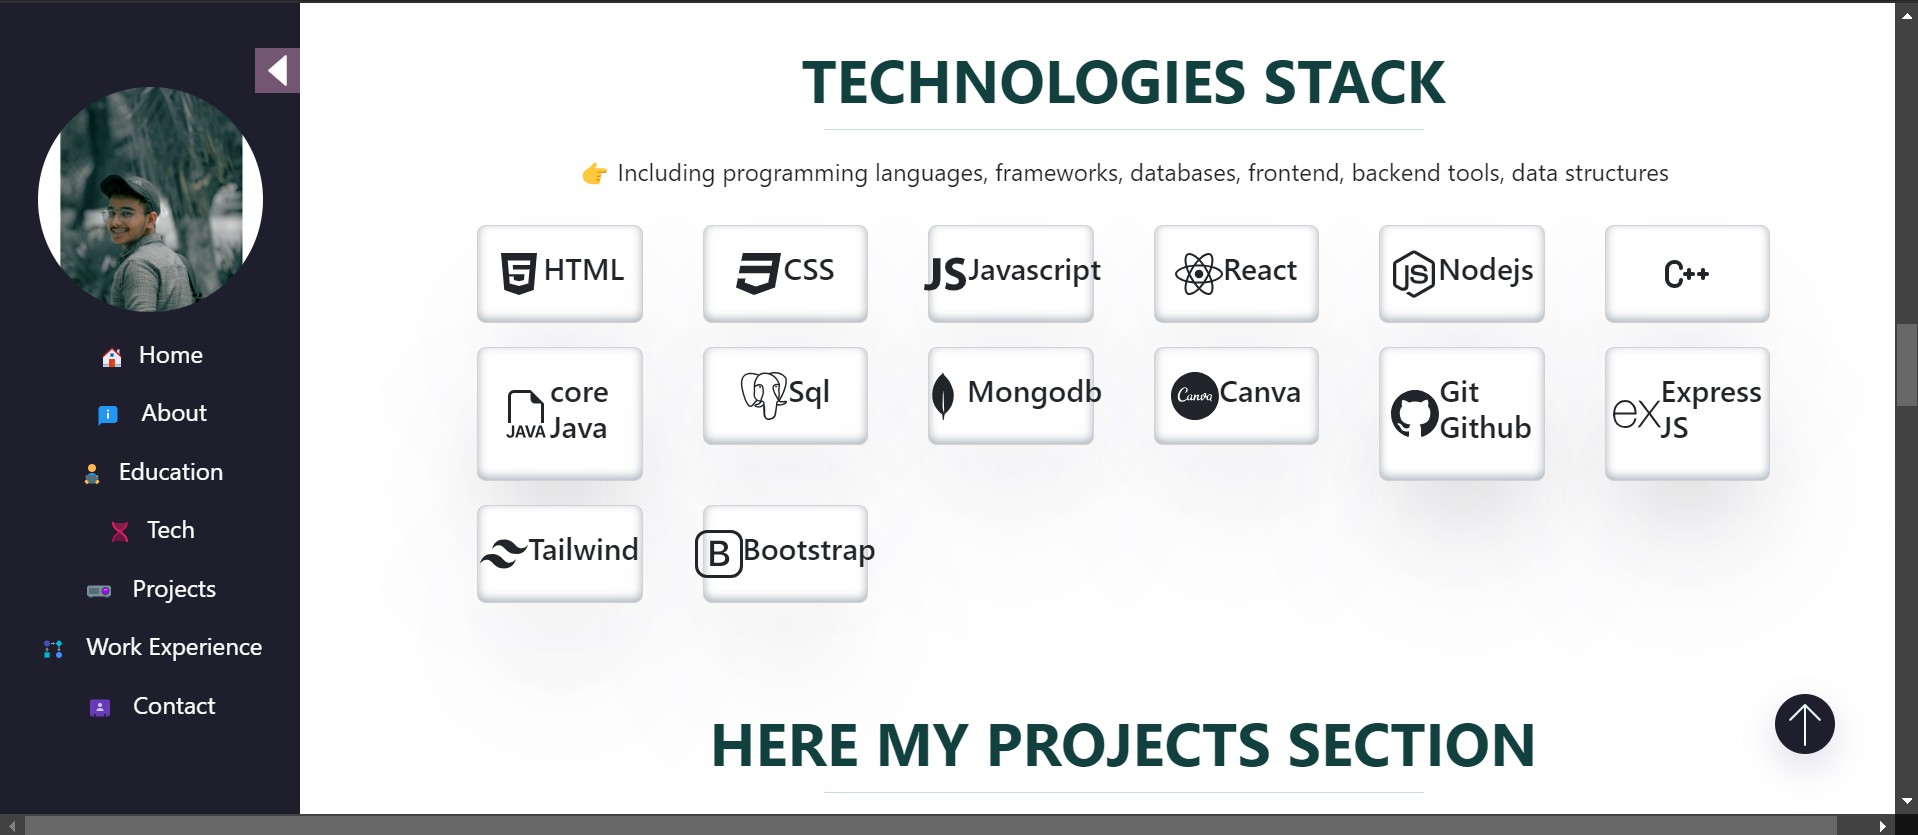 TECHNOLOGIES STACK
👉 Including programming languages, frameworks, databases, frontend, backend tools, data structures
HTML
CSS
JS Javascript
React
JS Nodejs
C++
JAVA core
Java
Sql
Mongodb
Canva Canva
Git
Github
ex Express
JS
Tailwind
B Bootstrap
HERE MY PROJECTS SECTION
Home
About
Education
Tech
Projects
Work Experience
Contact